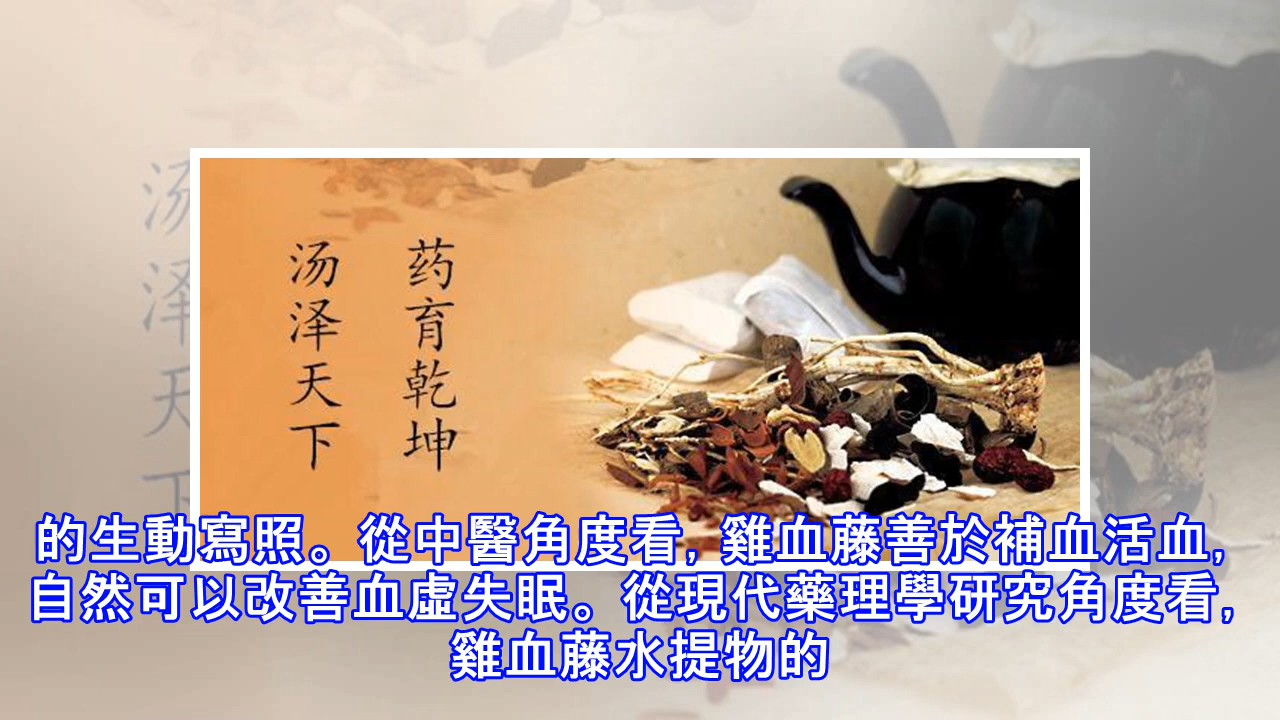 药育乾坤
汤泽天下
的生動寫照。從中醫角度看,雞血藤善於補血活血,
自然可以改善血虛失眠。從現代藥理學研究角度看,
雞血藤水提物的